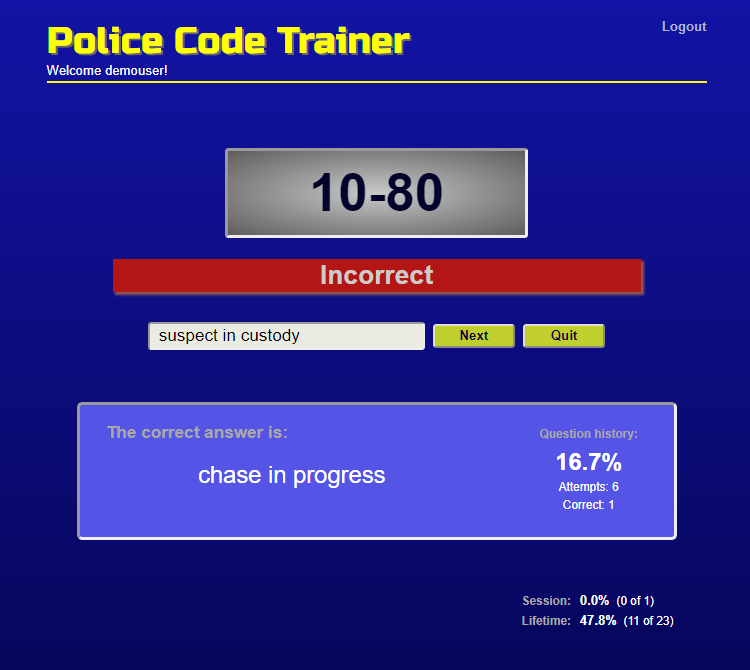 Police Code Trainer
Logout
Welcome demouser!
10-80
Incorrect
suspect in custody
Next
Quit
The correct answer is:
chase in progress
Question history:
16.7%
Attempts: 6
Correct: 1
Session: 0.0% (0 of 1)
Lifetime: 47.8% (11 of 23)